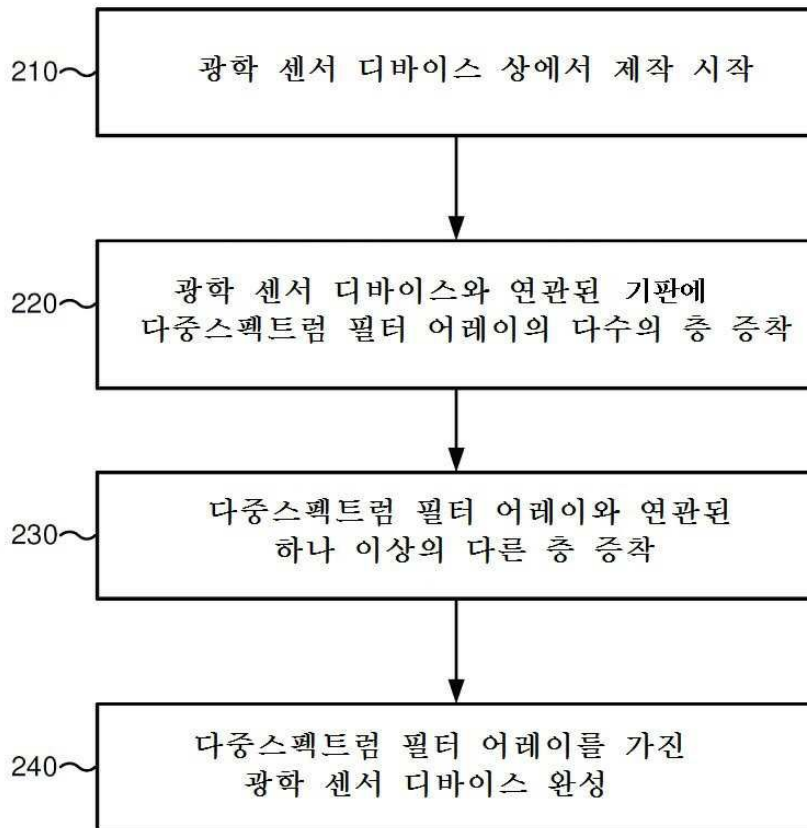 210 광학 센서 디바이스 상에서 제작 시작
220 광학 센서 디바이스와 연관된 기판에
다중스펙트럼 필터 어레이의 다수의 층 증착
230 다중스펙트럼 필터 어레이와 연관된
하나 이상의 다른 층 증착
240 다중스펙트럼 필터 어레이를 가진
광학 센서 디바이스 완성